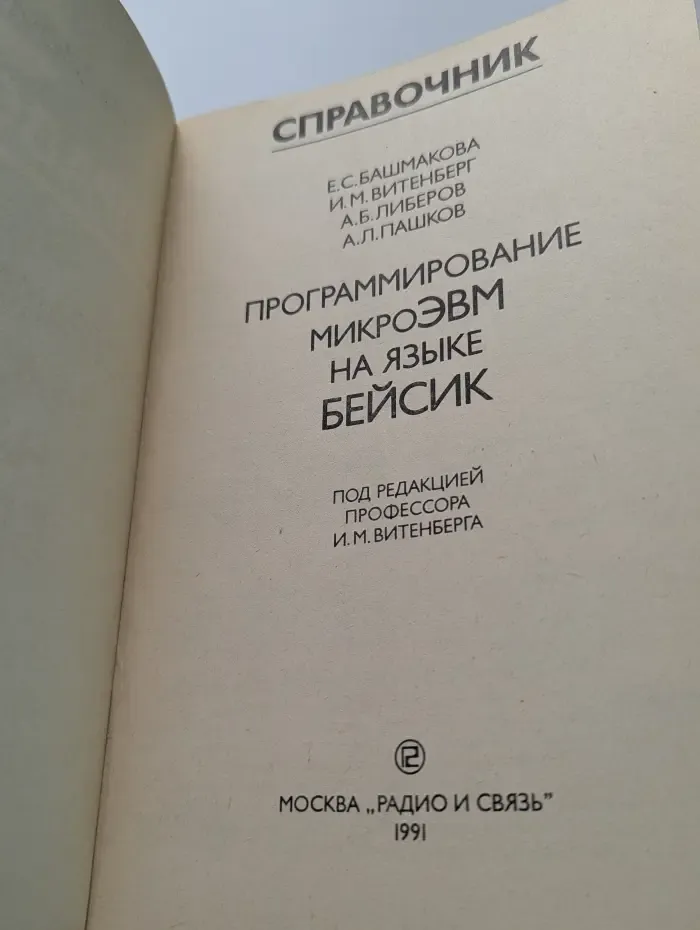 СПРАВОЧНИК
Е.С.БАШМАКОВА
И.М.ВИТЕНБЕРГ
А.Б.ЛИБЕРОВ
А.Л.ПАШКОВ
ПРОГРАММИРОВАНИЕ
МИКРОЭВМ
НА ЯЗЫКЕ
БЕЙСИК
ПОД РЕДАКЦИЕЙ
ПРОФЕССОРА
И.М.ВИТЕНБЕРГА
МОСКВА „РАДИО И СВЯЗЬ"
1991